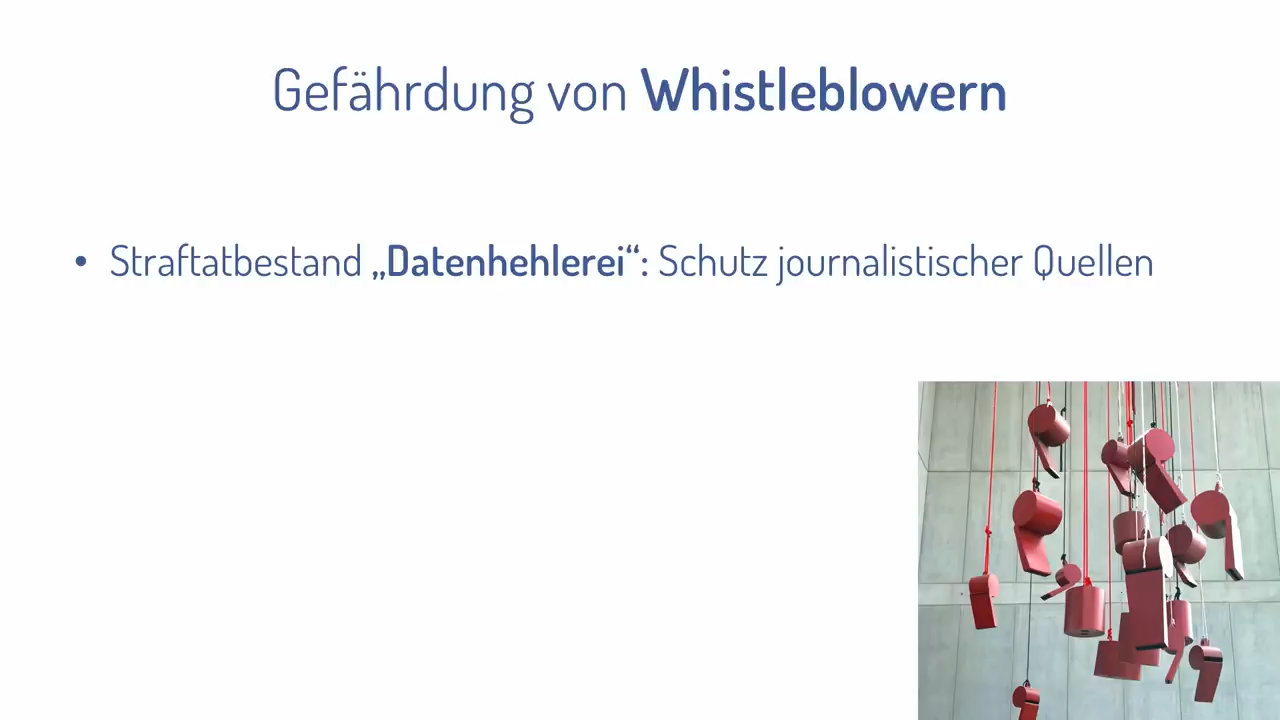 Gefährdung von Whistleblowern
• Straftatbestand „Datenhehlerei“: Schutz journalistischer Quellen